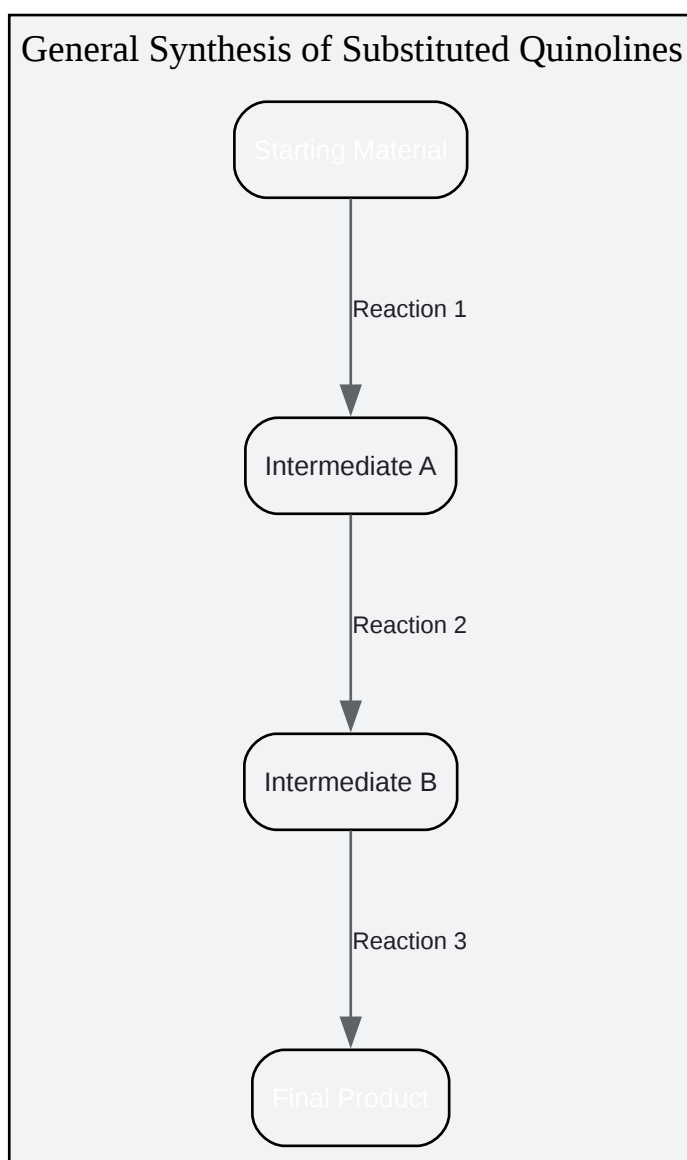 General Synthesis of Substituted Quinolines
Starting Material
Reaction 1
Intermediate A
Reaction 2
Intermediate B
Reaction 3
Final Product